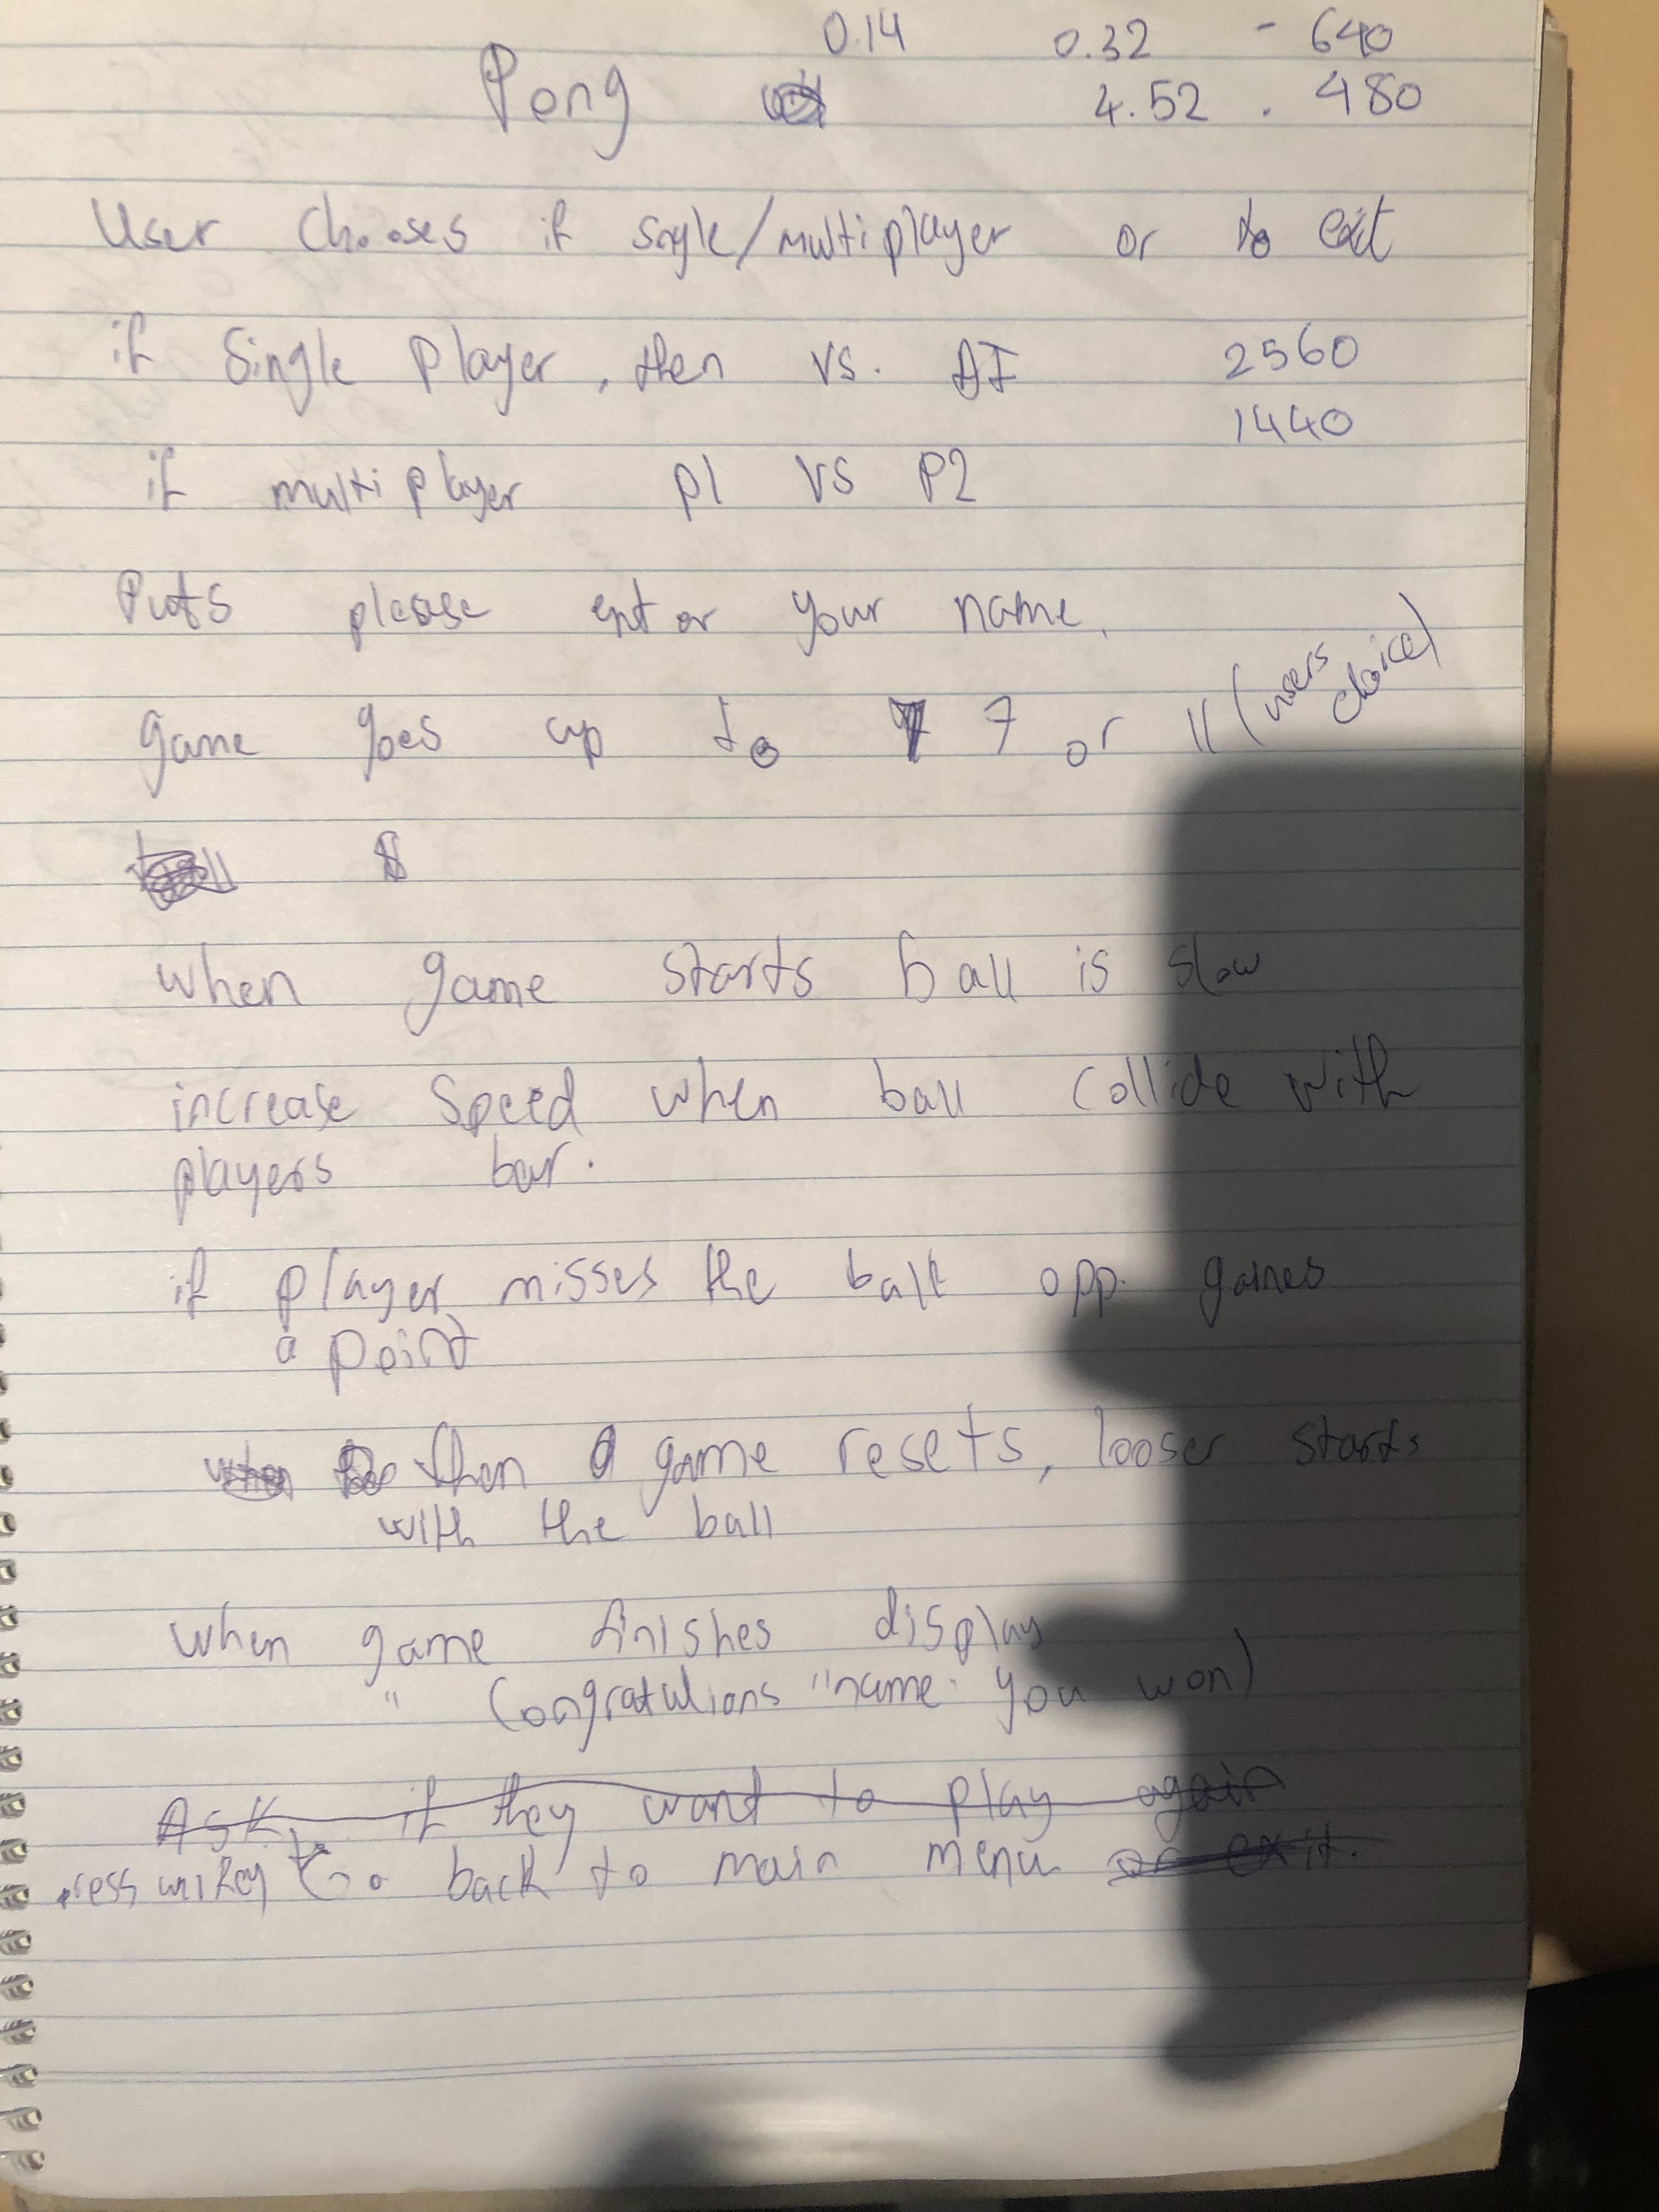 0.14 0.32 - 640
Pong 4.52 . 480
User Chooses if single/multiplayer or to exit
if Single Player, then vs. AI 2560
1440
if multiplayer P1 VS P2
Puts please enter your name.
game goes up to 7 or 11 (users choice)
when game starts ball is slow
increase speed when ball collide with
players bar.
if player misses the ball opp. gaines
a point
then game resets, looser starts
with the ball
when game finishes display
" Congratulions "name. you won)
Ask if they want to play again
press to Go back to main menu or exit.